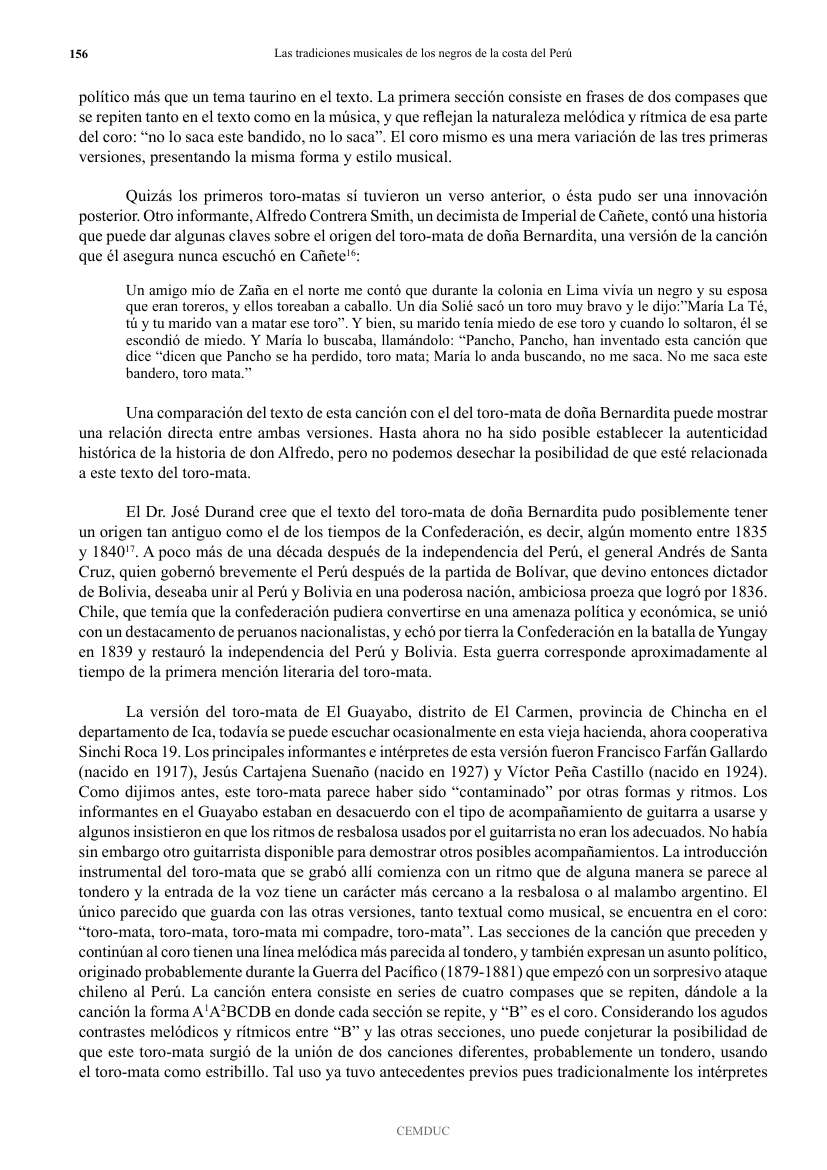 156
Las tradiciones musicales de los negros de la costa del Perú
político más que un tema taurino en el texto. La primera sección consiste en frases de dos compases que
se repiten tanto en el texto como en la música, y que reflejan la naturaleza melódica y rítmica de esa parte
del coro: “no lo saca este bandido, no lo saca”. El coro mismo es una mera variación de las tres primeras
versiones, presentando la misma forma y estilo musical.
Quizás los primeros toro-matas sí tuvieron un verso anterior, o ésta pudo ser una innovación
posterior. Otro informante, Alfredo Contrera Smith, un decimista de Imperial de Cañete, contó una historia
que puede dar algunas claves sobre el origen del toro-mata de doña Bernardita, una versión de la canción
que él asegura nunca escuchó en Cañete¹⁶:
Un amigo mío de Zaña en el norte me contó que durante la colonia en Lima vivía un negro y su esposa
que eran toreros, y ellos toreaban a caballo. Un día Solié sacó un toro muy bravo y le dijo:”María La Té,
tú y tu marido van a matar ese toro”. Y bien, su marido tenía miedo de ese toro y cuando lo soltaron, él se
escondió de miedo. Y María lo buscaba, llamándolo: “Pancho, Pancho, han inventado esta canción que
dice “dicen que Pancho se ha perdido, toro mata; María lo anda buscando, no me saca. No me saca este
bandero, toro mata.”
Una comparación del texto de esta canción con el del toro-mata de doña Bernardita puede mostrar
una relación directa entre ambas versiones. Hasta ahora no ha sido posible establecer la autenticidad
histórica de la historia de don Alfredo, pero no podemos desechar la posibilidad de que esté relacionada
a este texto del toro-mata.
El Dr. José Durand cree que el texto del toro-mata de doña Bernardita pudo posiblemente tener
un origen tan antiguo como el de los tiempos de la Confederación, es decir, algún momento entre 1835
y 1840¹⁷. A poco más de una década después de la independencia del Perú, el general Andrés de Santa
Cruz, quien gobernó brevemente el Perú después de la partida de Bolívar, que devino entonces dictador
de Bolivia, deseaba unir al Perú y Bolivia en una poderosa nación, ambiciosa proeza que logró por 1836.
Chile, que temía que la confederación pudiera convertirse en una amenaza política y económica, se unió
con un destacamento de peruanos nacionalistas, y echó por tierra la Confederación en la batalla de Yungay
en 1839 y restauró la independencia del Perú y Bolivia. Esta guerra corresponde aproximadamente al
tiempo de la primera mención literaria del toro-mata.
La versión del toro-mata de El Guayabo, distrito de El Carmen, provincia de Chincha en el
departamento de Ica, todavía se puede escuchar ocasionalmente en esta vieja hacienda, ahora cooperativa
Sinchi Roca 19. Los principales informantes e intérpretes de esta versión fueron Francisco Farfán Gallardo
(nacido en 1917), Jesús Cartajena Suenaño (nacido en 1927) y Víctor Peña Castillo (nacido en 1924).
Como dijimos antes, este toro-mata parece haber sido “contaminado” por otras formas y ritmos. Los
informantes en el Guayabo estaban en desacuerdo con el tipo de acompañamiento de guitarra a usarse y
algunos insistieron en que los ritmos de resbalosa usados por el guitarrista no eran los adecuados. No había
sin embargo otro guitarrista disponible para demostrar otros posibles acompañamientos. La introducción
instrumental del toro-mata que se grabó allí comienza con un ritmo que de alguna manera se parece al
tondero y la entrada de la voz tiene un carácter más cercano a la resbalosa o al malambo argentino. El
único parecido que guarda con las otras versiones, tanto textual como musical, se encuentra en el coro:
“toro-mata, toro-mata, toro-mata mi compadre, toro-mata”. Las secciones de la canción que preceden y
continúan al coro tienen una línea melódica más parecida al tondero, y también expresan un asunto político,
originado probablemente durante la Guerra del Pacífico (1879-1881) que empezó con un sorpresivo ataque
chileno al Perú. La canción entera consiste en series de cuatro compases que se repiten, dándole a la
canción la forma A¹A²BCDB en donde cada sección se repite, y “B” es el coro. Considerando los agudos
contrastes melódicos y rítmicos entre “B” y las otras secciones, uno puede conjeturar la posibilidad de
que este toro-mata surgió de la unión de dos canciones diferentes, probablemente un tondero, usando
el toro-mata como estribillo. Tal uso ya tuvo antecedentes previos pues tradicionalmente los intérpretes
CEMDUC